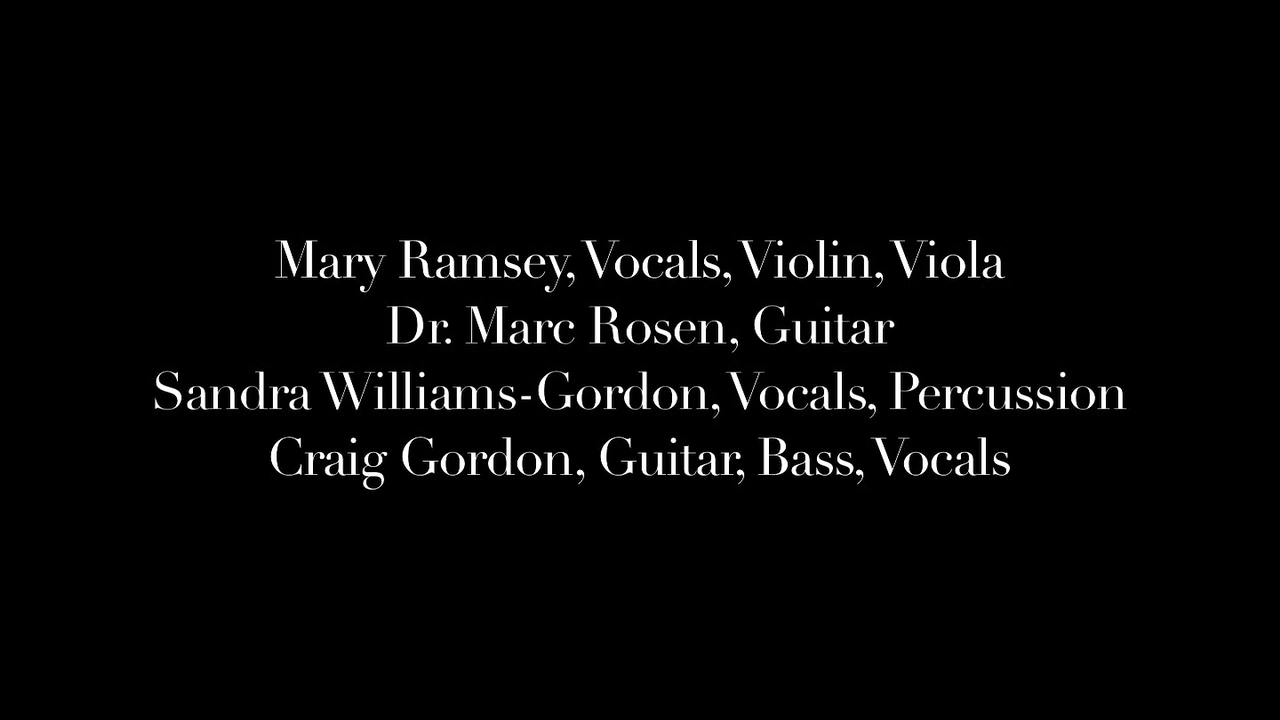 Mary Ramsey, Vocals, Violin, Viola
Dr. Marc Rosen, Guitar
Sandra Williams-Gordon, Vocals, Percussion
Craig Gordon, Guitar, Bass, Vocals